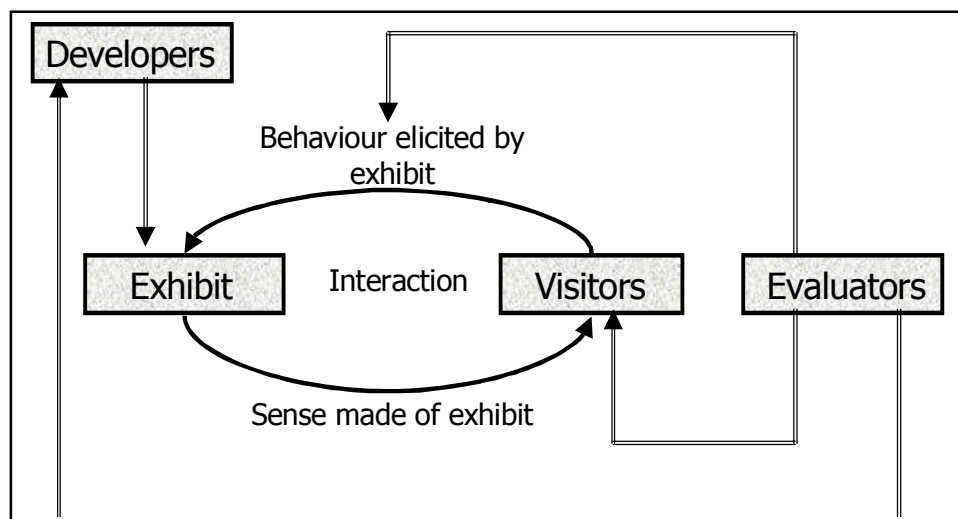 Developers
Behaviour elicited by
exhibit
Exhibit
Interaction
Visitors
Evaluators
Sense made of exhibit